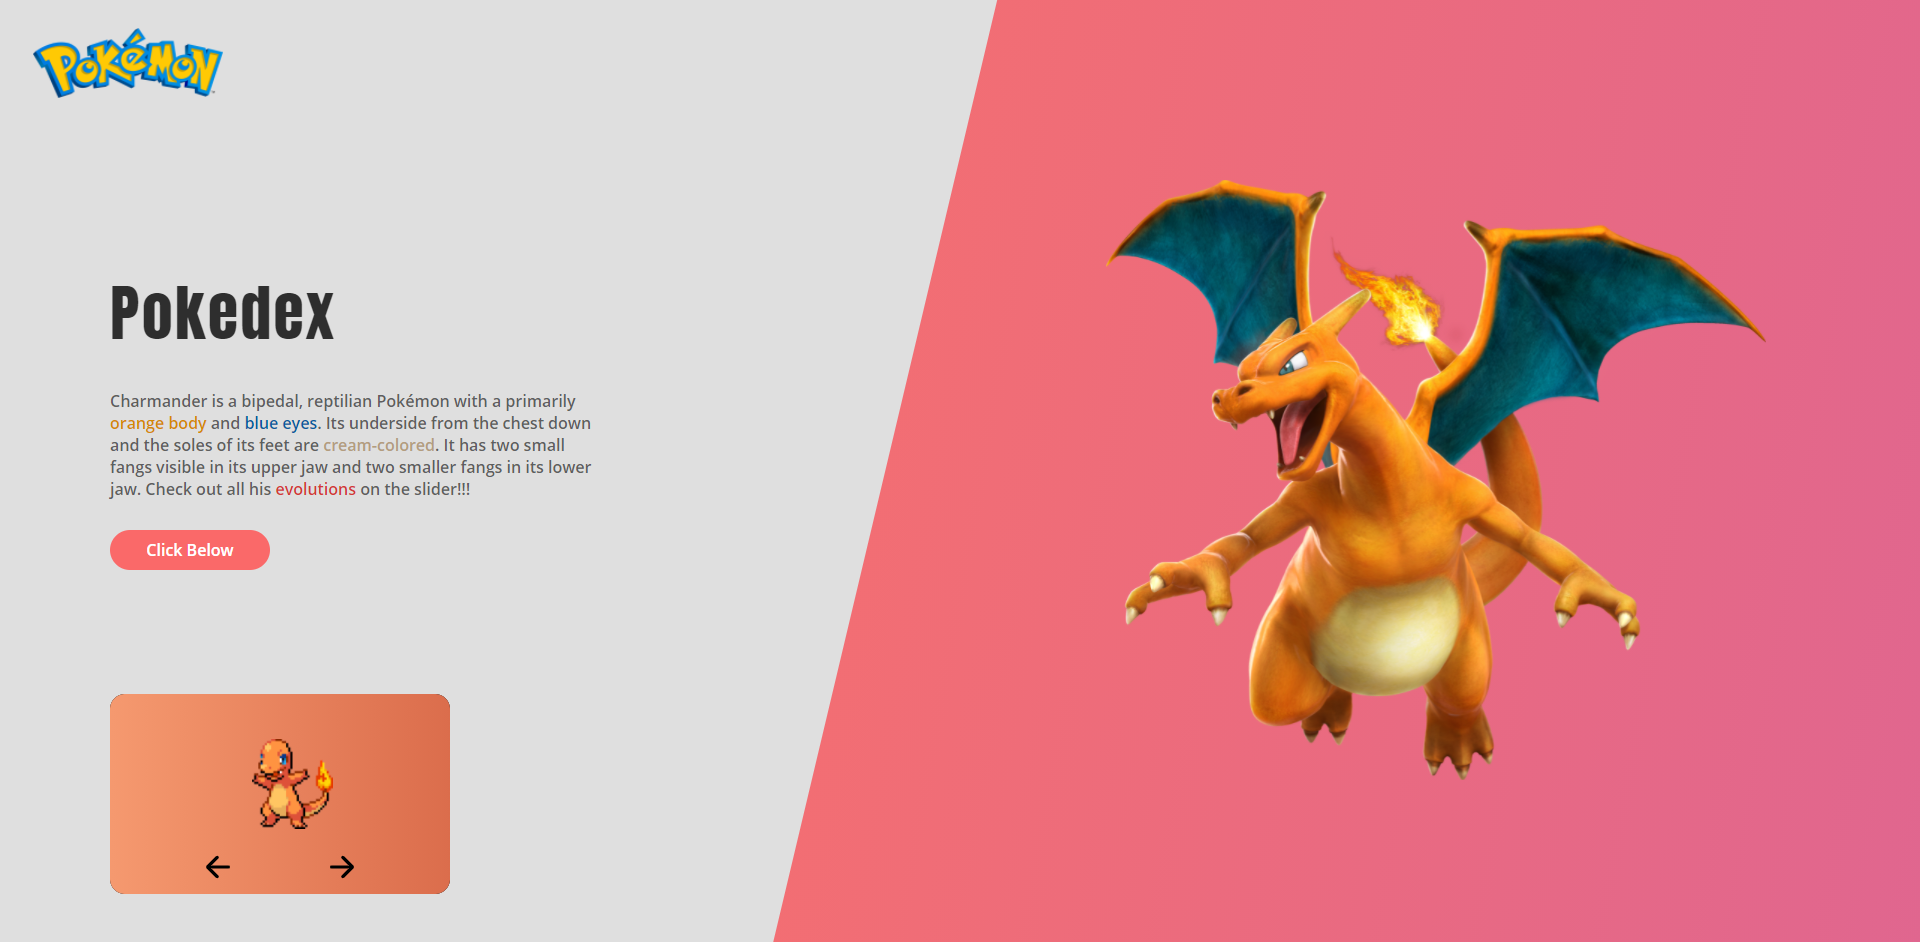 POKéMON
Pokedex
Charmander is a bipedal, reptilian Pokémon with a primarily
orange body and blue eyes. Its underside from the chest down
and the soles of its feet are cream-colored. It has two small
fangs visible in its upper jaw and two smaller fangs in its lower
jaw. Check out all his evolutions on the slider!!!
Click Below